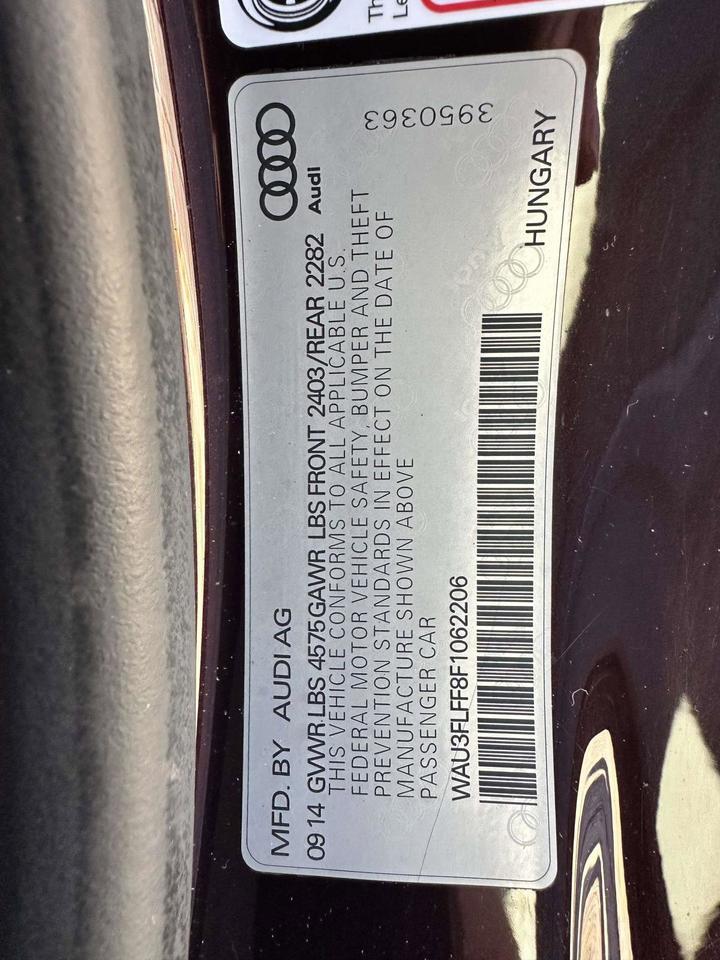 MFD. BY AUDI AG
09 14 GVWR LBS 4575 GAWR LBS FRONT 2403/REAR 2282
Audi
THIS VEHICLE CONFORMS TO ALL APPLICABLE U.S.
FEDERAL MOTOR VEHICLE SAFETY, BUMPER AND THEFT
PREVENTION STANDARDS IN EFFECT ON THE DATE OF
MANUFACTURE SHOWN ABOVE
PASSENGER CAR
3950363
WAU3FLFF8F1062206
HUNGARY
Th
Le